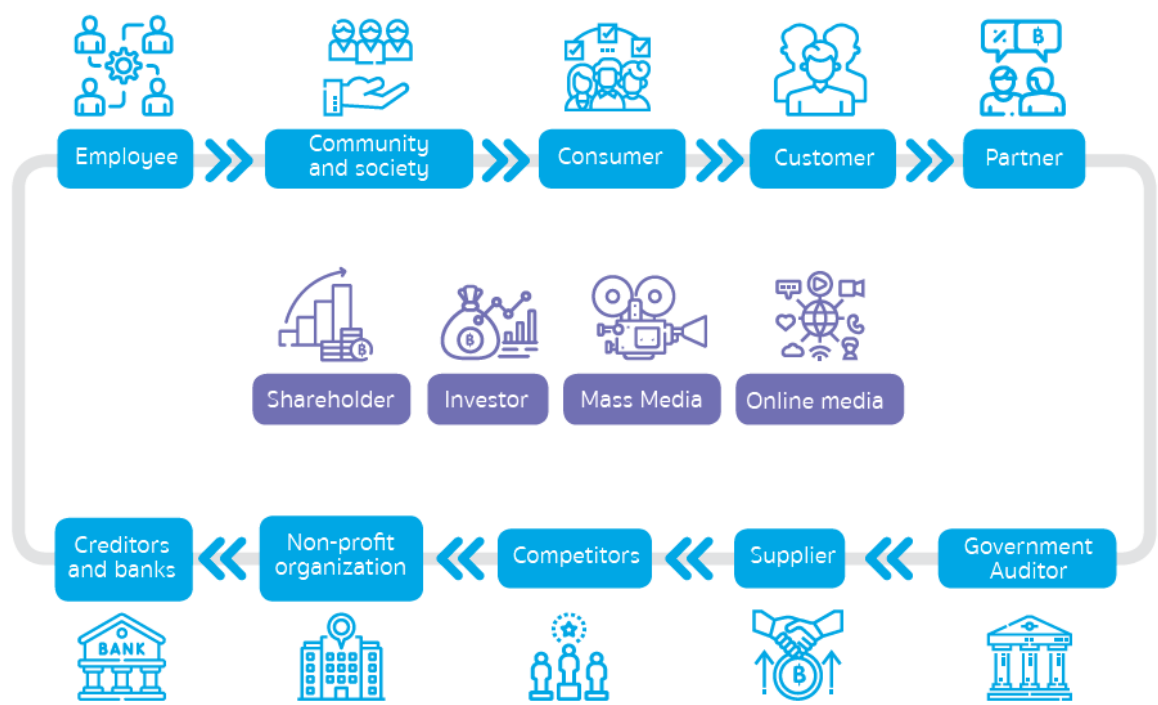 Employee
Community
and society
Consumer
Customer
Partner
Shareholder
Investor
Mass Media
Online media
Creditors
and banks
Non-profit
organization
Competitors
Supplier
Government
Auditor
BANK